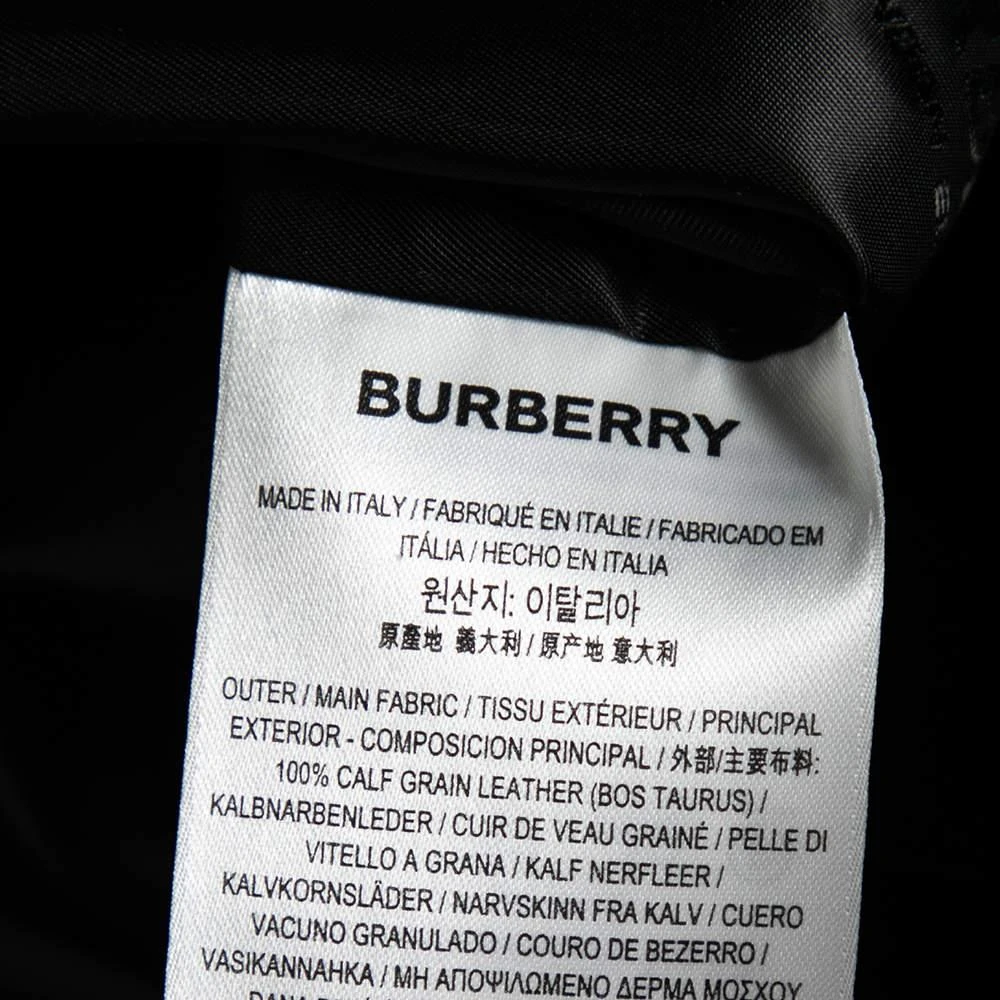 BURBERRY
MADE IN ITALY / FABRIQUÉ EN ITALIE / FABRICADO EM
ITÁLIA / HECHO EN ITALIA
원산지: 이탈리아
原產地 義大利 / 原产地 意大利
OUTER / MAIN FABRIC / TISSU EXTÉRIEUR / PRINCIPAL
EXTERIOR - COMPOSICION PRINCIPAL / 外部/主要布料:
100% CALF GRAIN LEATHER (BOS TAURUS) /
KALBNARBENLEDER / CUIR DE VEAU GRAINÉ / PELLE DI
VITELLO A GRANA / KALF NERFLEER /
KALVKORNSLÄDER / NARVSKINN FRA KALV / CUERO
VACUNO GRANULADO / COURO DE BEZERRO /
VASIKANNAHKA / ΜΗ ΑΠΟΨΙΛΩΜΕΝΟ ΔΕΡΜΑ ΜΟΣΧΟΥ